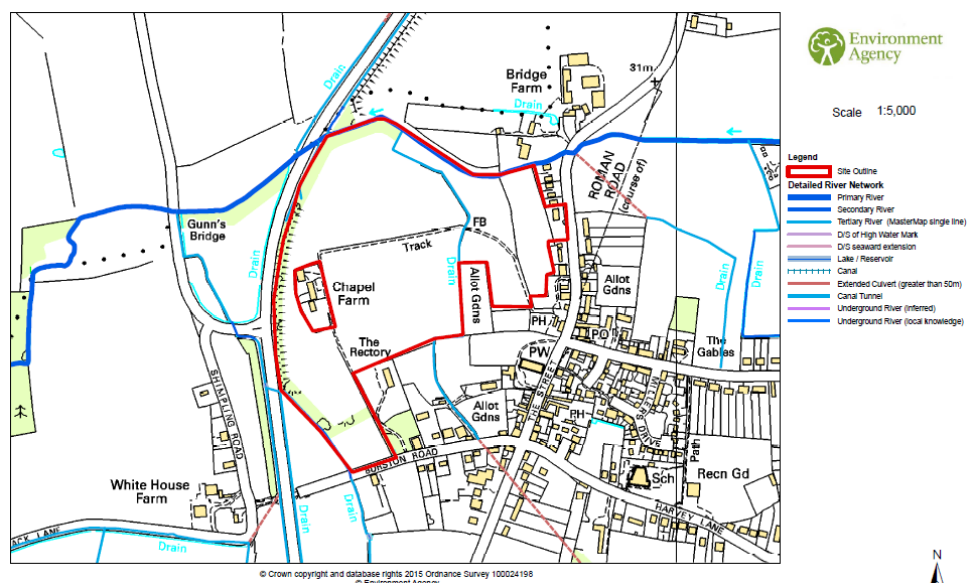 Environment
Agency
Scale 1:5,000
Legend
Site Outline
Detailed River Network
Primary River
Secondary River
Tertiary River (MasterMap single line)
D/S of High Water Mark
D/S seaward extension
Lake / Reservoir
Canal
Extended Culvert (greater than 50m)
Canal Tunnel
Underground River (inferred)
Underground River (local knowledge)
N
Drain
Bridge
Farm
31m
Drain
ROMAN
ROAD
(course of)
Gunn's
Bridge
Drain
Drain
FB
Track
Drain
Allot Gdns
Chapel
Farm
Allot
Gdns
Drain
Drain
PH
PO
The
Rectory
The
Gables
PW
THE STREET
Allot
Gdns
PH
SHIMPLING ROAD
BURSTON ROAD
Path
Sch
Recn Gd
HARVEY LANE
White House
Farm
Drain
Drain
© Crown copyright and database rights 2015 Ordnance Survey 100024198
© Environment Agency